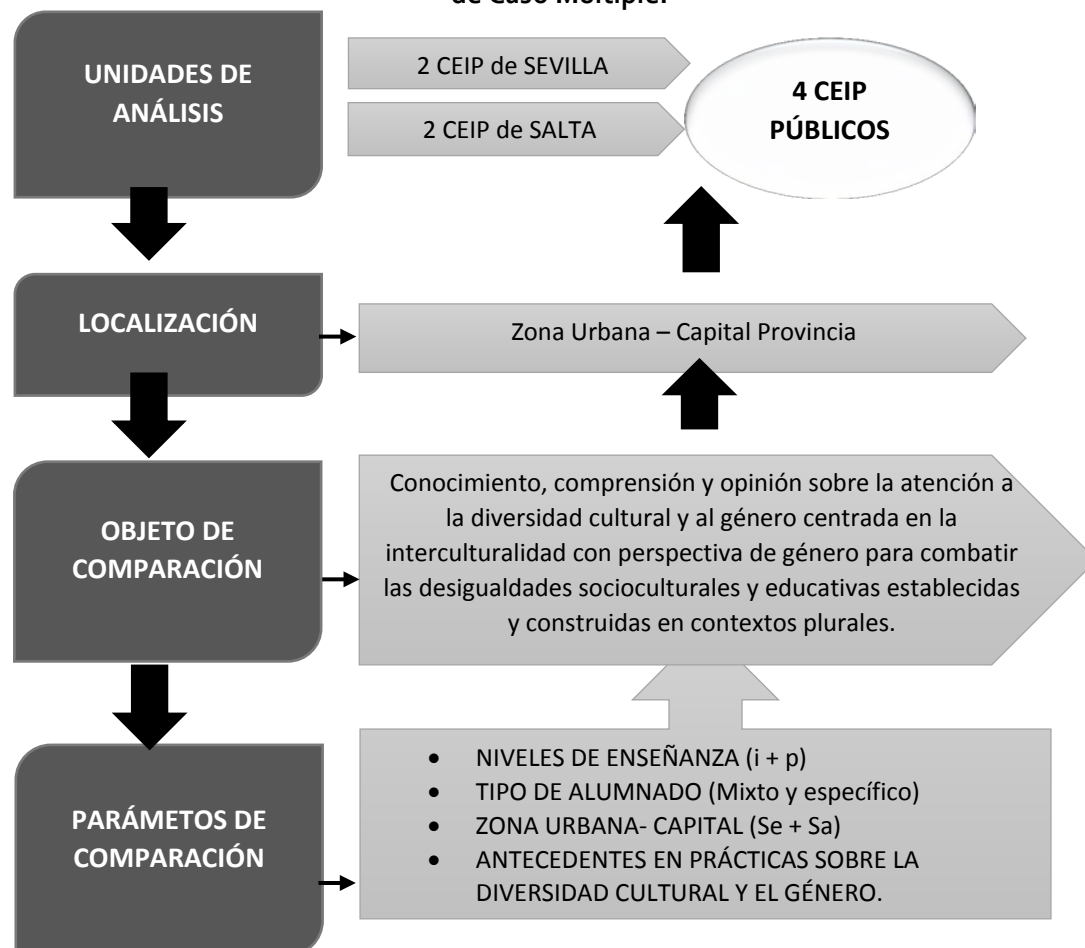 de Caso Múltiple.
UNIDADES DE
ANÁLISIS
2 CEIP de SEVILLA
2 CEIP de SALTA
4 CEIP
PÚBLICOS
LOCALIZACIÓN
Zona Urbana – Capital Provincia
OBJETO DE
COMPARACIÓN
Conocimiento, comprensión y opinión sobre la atención a
la diversidad cultural y al género centrada en la
interculturalidad con perspectiva de género para combatir
las desigualdades socioculturales y educativas establecidas
y construidas en contextos plurales.
PARÁMETOS DE
COMPARACIÓN
• NIVELES DE ENSEÑANZA (i + p)
• TIPO DE ALUMNADO (Mixto y específico)
• ZONA URBANA- CAPITAL (Se + Sa)
• ANTECEDENTES EN PRÁCTICAS SOBRE LA
DIVERSIDAD CULTURAL Y EL GÉNERO.